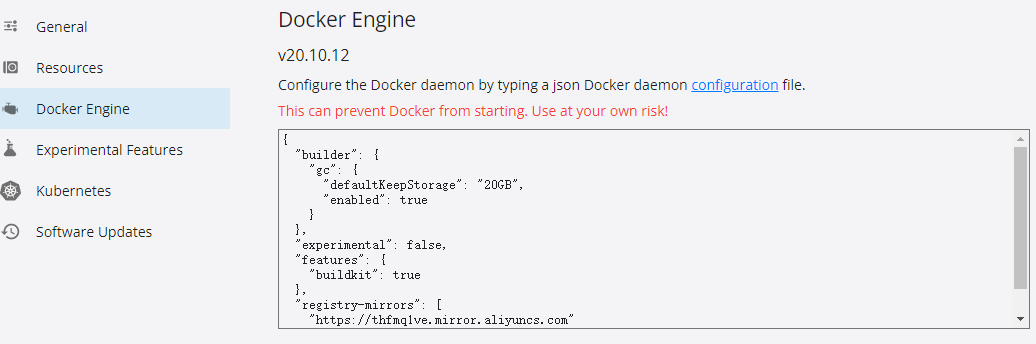 General
Resources
Docker Engine
Experimental Features
Kubernetes
Software Updates
Docker Engine
v20.10.12
Configure the Docker daemon by typing a json Docker daemon configuration file.
This can prevent Docker from starting. Use at your own risk!
{
  "builder": {
    "gc": {
      "defaultKeepStorage": "20GB",
      "enabled": true
    }
  },
  "experimental": false,
  "features": {
    "buildkit": true
  },
  "registry-mirrors": [
    "https://thfmq1ve.mirror.aliyuncs.com"